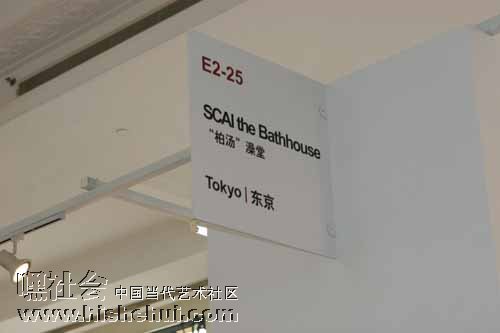 E2-25
SCAI the Bathhouse
“柏汤”澡堂
Tokyo | 东京
嘿社会 中国当代艺术社区
www.hishehui.com